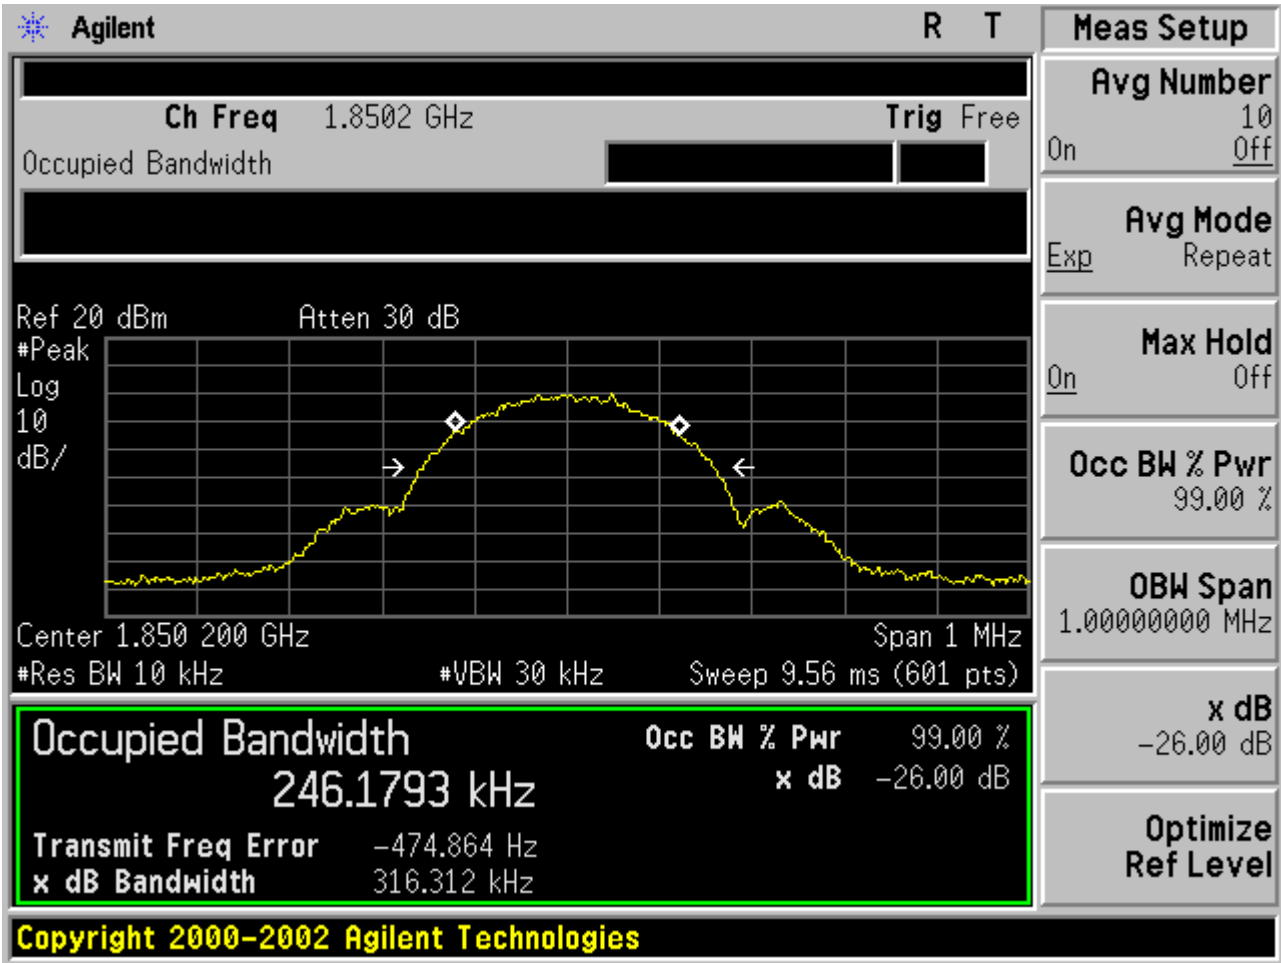 Agilent R T
Ch Freq 1.8502 GHz Trig Free
Occupied Bandwidth
Ref 20 dBm Atten 30 dB
#Peak
Log
10
dB/
Center 1.850 200 GHz Span 1 MHz
#Res BW 10 kHz #VBW 30 kHz Sweep 9.56 ms (601 pts)
Occupied Bandwidth Occ BW % Pwr 99.00 %
246.1793 kHz x dB -26.00 dB
Transmit Freq Error -474.864 Hz
x dB Bandwidth 316.312 kHz
Copyright 2000-2002 Agilent Technologies
Meas Setup
Avg Number
10
On Off
Avg Mode
Exp Repeat
Max Hold
On Off
Occ BW % Pwr
99.00 %
OBW Span
1.00000000 MHz
x dB
-26.00 dB
Optimize
Ref Level